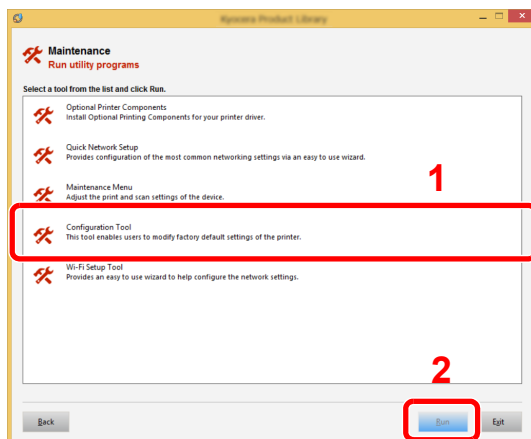 Kyocera Product Library
Maintenance
Run utility programs
Select a tool from the list and click Run.
Optional Printer Components
Install Optional Printing Components for your printer driver.
Quick Network Setup
Provides configuration of the most common networking settings via an easy to use wizard.
1
Maintenance Menu
Adjust the print and scan settings of the device.
Configuration Tool
This tool enables users to modify factory default settings of the printer.
Wi-Fi Setup Tool
Provides an easy to use wizard to help configure the network settings.
2
Back
Run
Exit